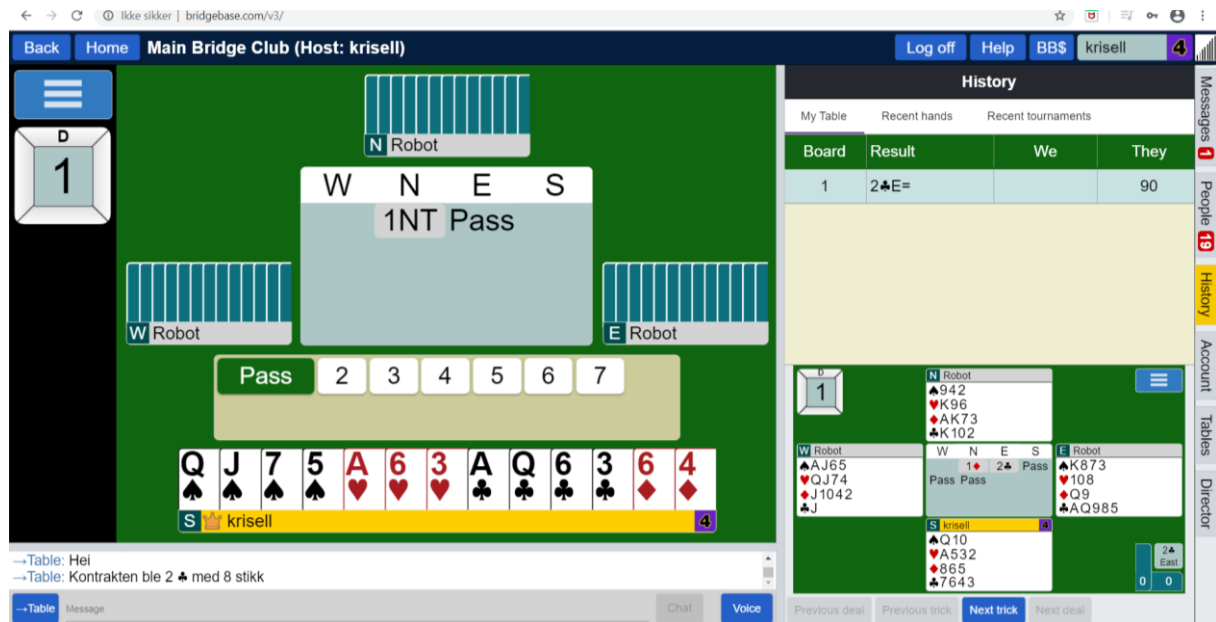 Ikke sikker | bridgebase.com/v3/
Back Home Main Bridge Club (Host: krisell) Log off Help BB$ krisell 4
D
1
N Robot
W N E S
1NT Pass
W Robot
E Robot
Pass 2 3 4 5 6 7
Q♠ J♠ 7♠ 5♠ A♥ 6♥ 3♥ A♣ Q♣ 6♣ 3♣ 6♦ 4♦
S krisell 4
→Table: Hei
→Table: Kontrakten ble 2 ♣ med 8 stikk
→Table Message Chat Voice
History
My Table Recent hands Recent tournaments
Board Result We They
1 2♣E= 90
D
1
N Robot
♠942
♥K96
♦AK73
♣K102
W Robot
♠AJ65
♥QJ74
♦J1042
♣J
W N E S
1♦ 2♣ Pass
Pass Pass
E Robot
♠K873
♥108
♦Q9
♣AQ985
S krisell 4
♠Q10
♥A532
♦865
♣7643
2♣
East
0 0
Previous deal Previous trick Next trick Next deal
Messages 1
People 19
History
Account
Tables
Director